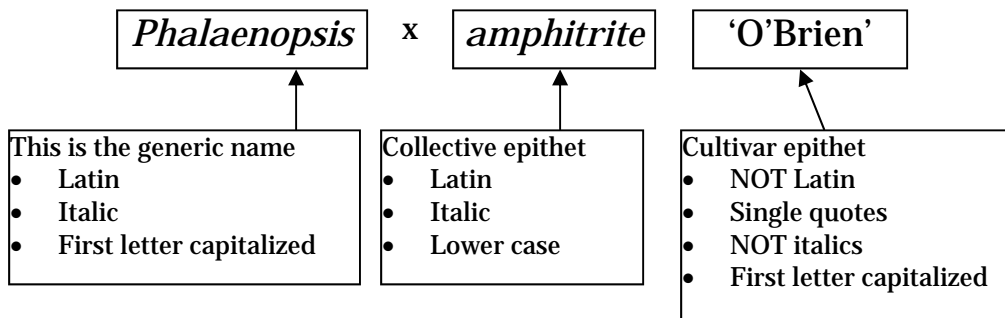 Phalaenopsis x amphitrite ‘O’Brien’
This is the generic name
• Latin
• Italic
• First letter capitalized
Collective epithet
• Latin
• Italic
• Lower case
Cultivar epithet
• NOT Latin
• Single quotes
• NOT italics
• First letter capitalized